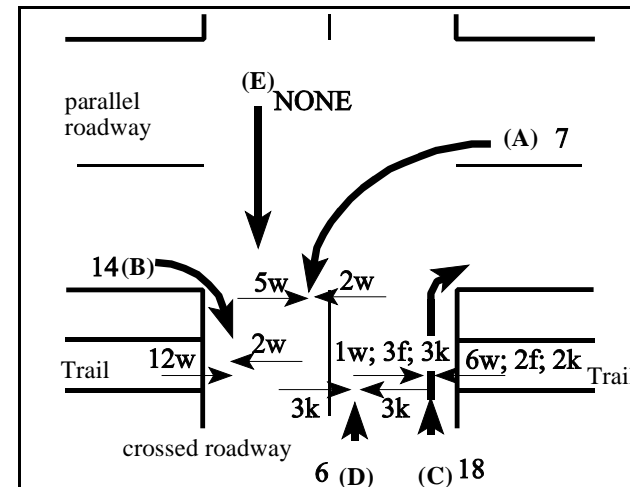 (E)
NONE
parallel
roadway
(A) 7
14 (B)
5w 2w
12w 2w 1w; 3f; 3k 6w; 2f; 2k
Trail Trail
3k 3k
crossed roadway
6 (D) (C) 18